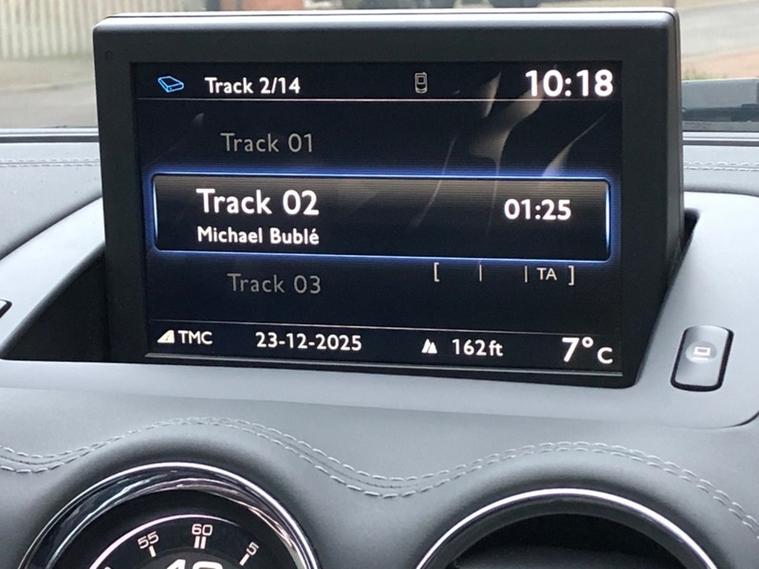 Track 2/14 10:18
Track 01
Track 02 01:25
Michael Bublé
Track 03 [ | | TA ]
TMC 23-12-2025 162ft 7°C
55 60 5